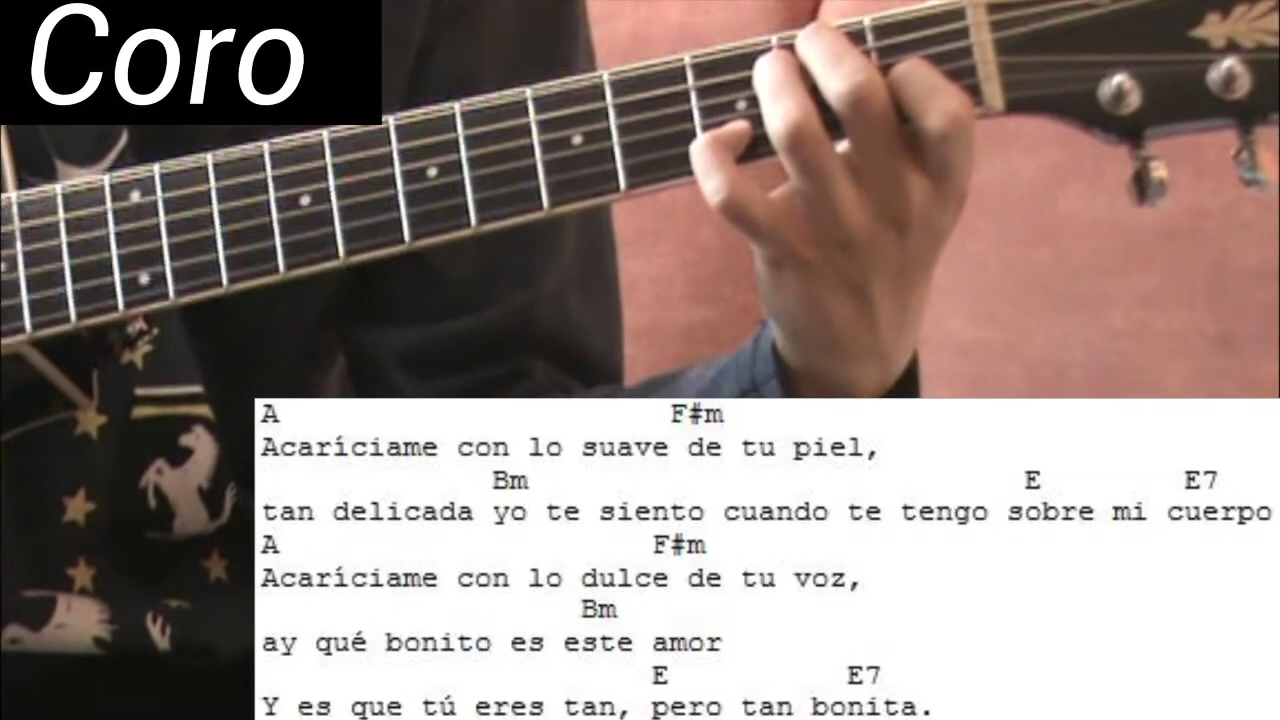 Coro
A F#m
Acaríciame con lo suave de tu piel,
Bm E E7
tan delicada yo te siento cuando te tengo sobre mi cuerpo
A F#m
Acaríciame con lo dulce de tu voz,
Bm
ay qué bonito es este amor
E E7
Y es que tú eres tan, pero tan bonita.